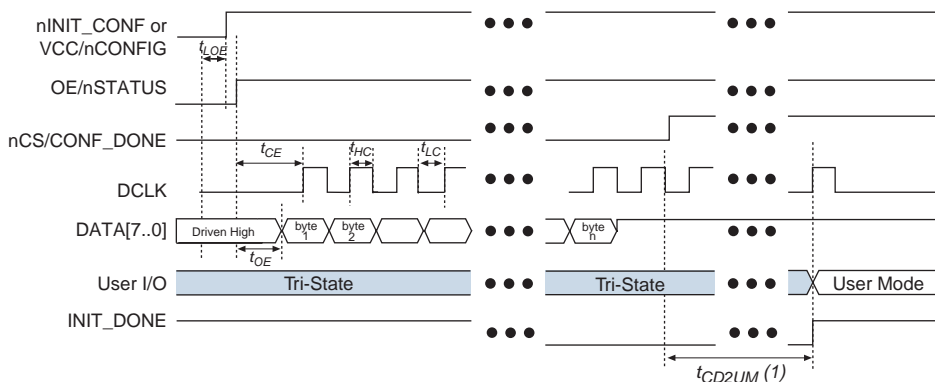 nINIT_CONF or
VCC/nCONFIG
tLOE
OE/nSTATUS
nCS/CONF_DONE
tCE
tHC
tLC
DCLK
DATA[7..0]
Driven High
byte
1
byte
2
byte
n
tOE
User I/O
Tri-State
Tri-State
User Mode
INIT_DONE
tCD2UM (1)